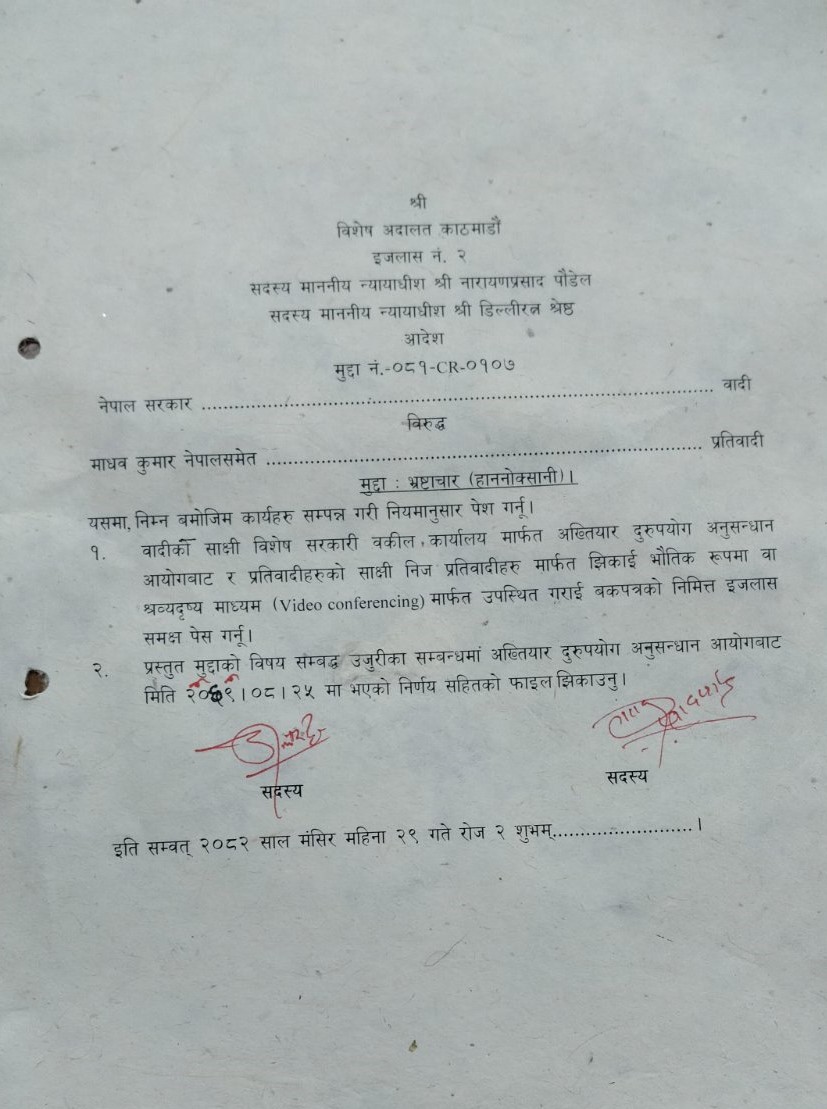 श्री
विशेष अदालत काठमाडौं
इजलास नं. २
सदस्य माननीय न्यायाधीश श्री नारायणप्रसाद पौडेल
सदस्य माननीय न्यायाधीश श्री डिल्लीरत्न श्रेष्ठ
आदेश
मुद्दा नं.-०८१-CR-०१०७
नेपाल सरकार ........................................................................................ वादी
विरुद्ध
माधव कुमार नेपालसमेत ........................................................................... प्रतिवादी
मुद्दा : भ्रष्टाचार (हाननोक्सानी)।
यसमा, निम्न बमोजिम कार्यहरु सम्पन्न गरी नियमानुसार पेश गर्नू।
१. वादीको साक्षी विशेष सरकारी वकील कार्यालय मार्फत अख्तियार दुरुपयोग अनुसन्धान
आयोगबाट र प्रतिवादीहरुको साक्षी निज प्रतिवादीहरु मार्फत झिकाई भौतिक रूपमा वा
श्रव्यदृष्य माध्यम (Video conferencing) मार्फत उपस्थित गराई बकपत्रको निमित्त इजलास
समक्ष पेस गर्नू।
२. प्रस्तुत मुद्दाको विषय सम्वद्ध उजुरीका सम्बन्धमा अख्तियार दुरुपयोग अनुसन्धान आयोगबाट
मिति २०६९।०८।२५ मा भएको निर्णय सहितको फाइल झिकाउनु।
सदस्य सदस्य
इति सम्वत् २०८२ साल मंसिर महिना २९ गते रोज २ शुभम्..........................।